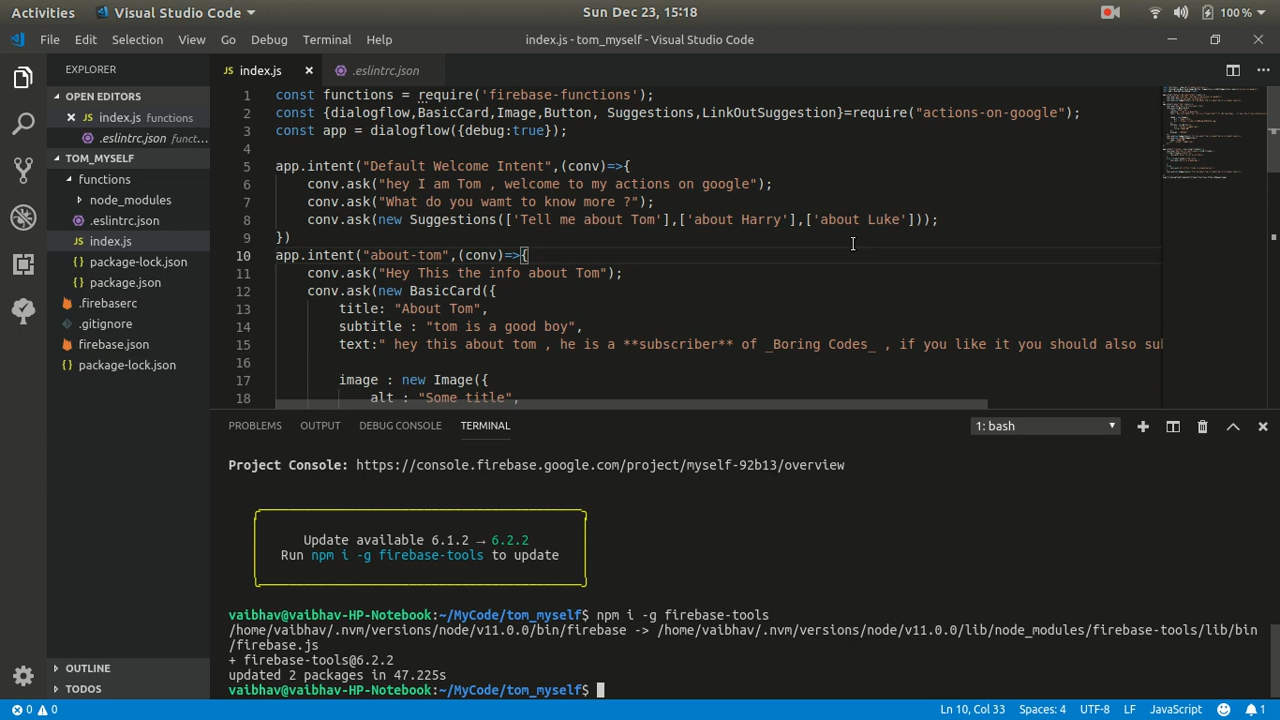 Activities Visual Studio Code Sun Dec 23, 15:18 100 %
File Edit Selection View Go Debug Terminal Help index.js - tom_myself - Visual Studio Code
EXPLORER
OPEN EDITORS
index.js functions
.eslintrc.json funct...
TOM_MYSELF
functions
node_modules
.eslintrc.json
index.js
package-lock.json
package.json
.firebaserc
.gitignore
firebase.json
package-lock.json
OUTLINE
TODOS
index.js .eslintrc.json
1 const functions = require('firebase-functions');
2 const {dialogflow,BasicCard,Image,Button, Suggestions,LinkOutSuggestion}=require("actions-on-google");
3 const app = dialogflow({debug:true});
4
5 app.intent("Default Welcome Intent",(conv)=>{
6 conv.ask("hey I am Tom , welcome to my actions on google");
7 conv.ask("What do you wamt to know more ?");
8 conv.ask(new Suggestions(['Tell me about Tom'],['about Harry'],['about Luke']));
9 })
10 app.intent("about-tom",(conv)=>{
11 conv.ask("Hey This the info about Tom");
12 conv.ask(new BasicCard({
13 title: "About Tom",
14 subtitle : "tom is a good boy",
15 text:" hey this about tom , he is a **subscriber** of _Boring Codes_ , if you like it you should also su
16
17 image : new Image({
18 alt : "Some title",
PROBLEMS OUTPUT DEBUG CONSOLE TERMINAL 1: bash
Project Console: https://console.firebase.google.com/project/myself-92b13/overview
Update available 6.1.2 → 6.2.2
Run npm i -g firebase-tools to update
vaibhav@vaibhav-HP-Notebook:~/MyCode/tom_myself$ npm i -g firebase-tools
/home/vaibhav/.nvm/versions/node/v11.0.0/bin/firebase -> /home/vaibhav/.nvm/versions/node/v11.0.0/lib/node_modules/firebase-tools/lib/bin
/firebase.js
+ firebase-tools@6.2.2
updated 2 packages in 47.225s
vaibhav@vaibhav-HP-Notebook:~/MyCode/tom_myself$
0 0 Ln 10, Col 33 Spaces: 4 UTF-8 LF JavaScript 1